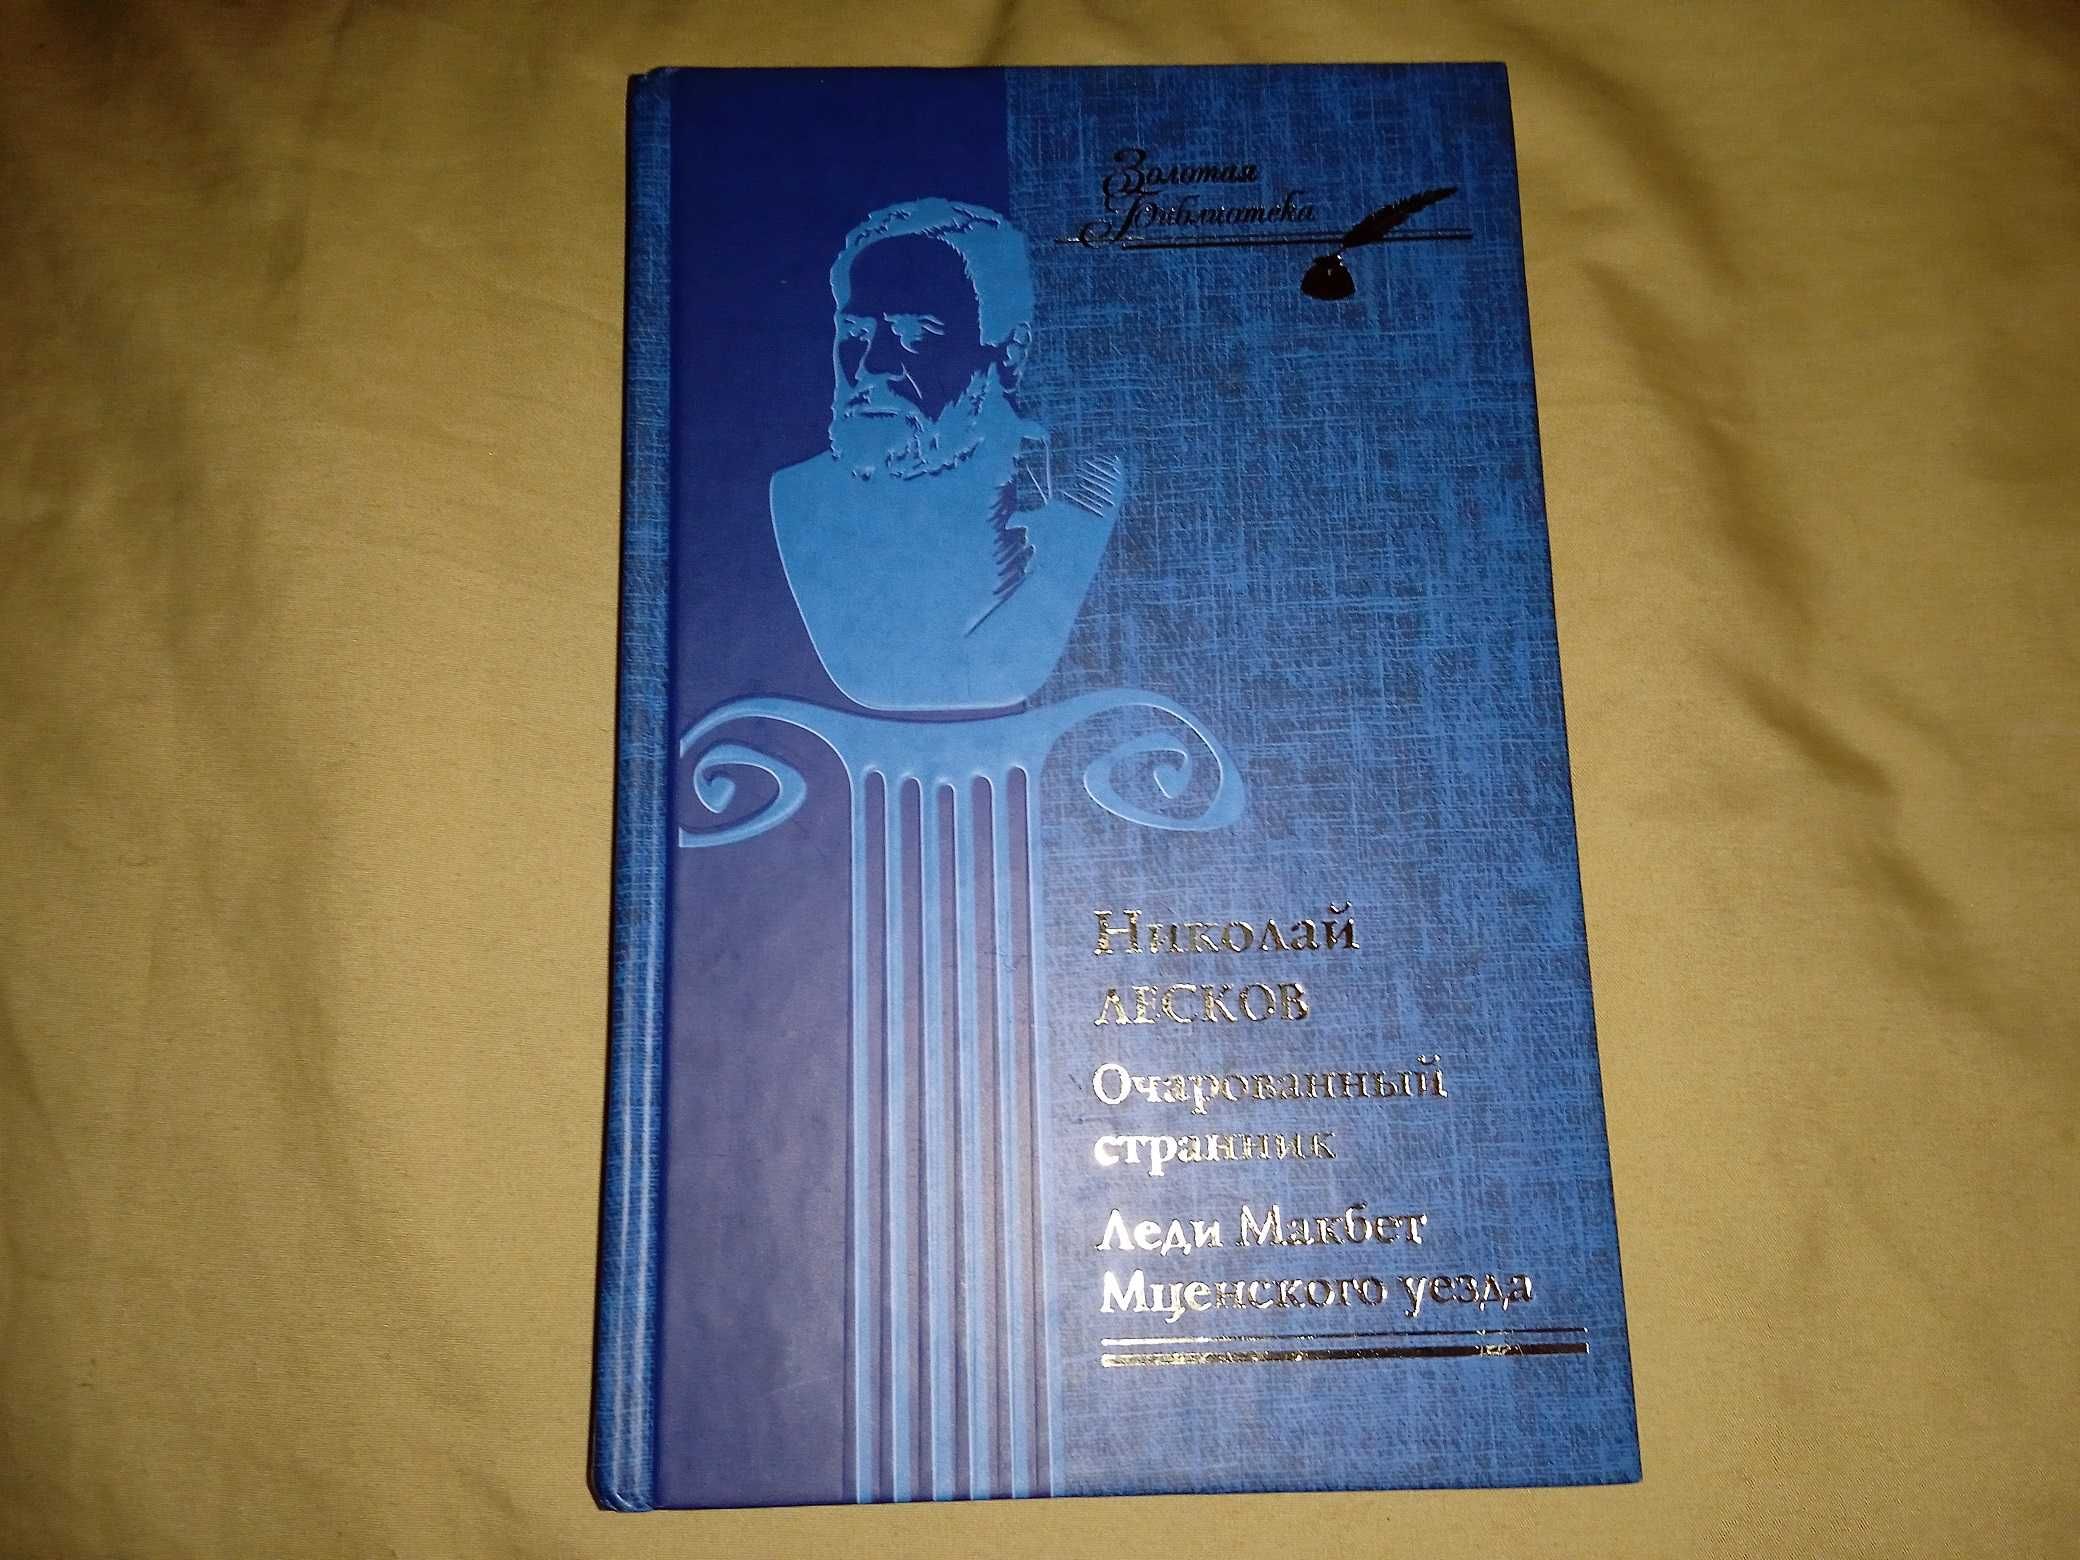 Золотая
Библиотека
Николай
ЛЕСКОВ
Очарованный
странник
Леди Макбет
Мценского уезда